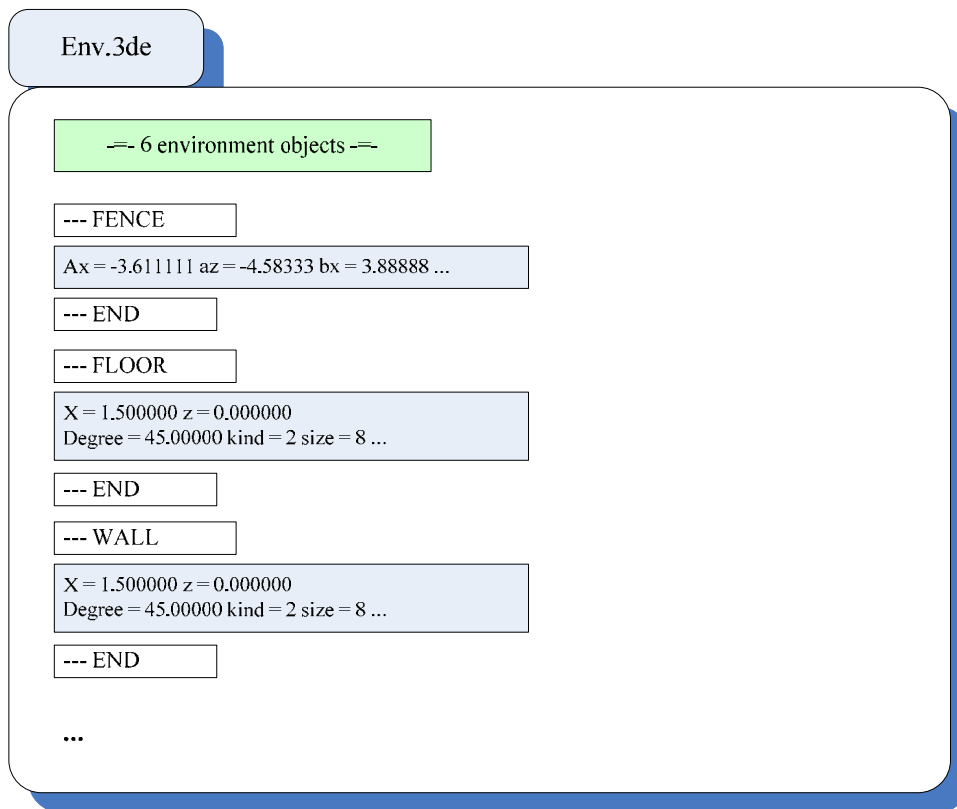 Env.3de
-=- 6 environment objects -=-
--- FENCE
Ax = -3.611111 az = -4.58333 bx = 3.88888 ...
--- END
--- FLOOR
X = 1.500000 z = 0.000000
Degree = 45.00000 kind = 2 size = 8 ...
--- END
--- WALL
X = 1.500000 z = 0.000000
Degree = 45.00000 kind = 2 size = 8 ...
--- END
...